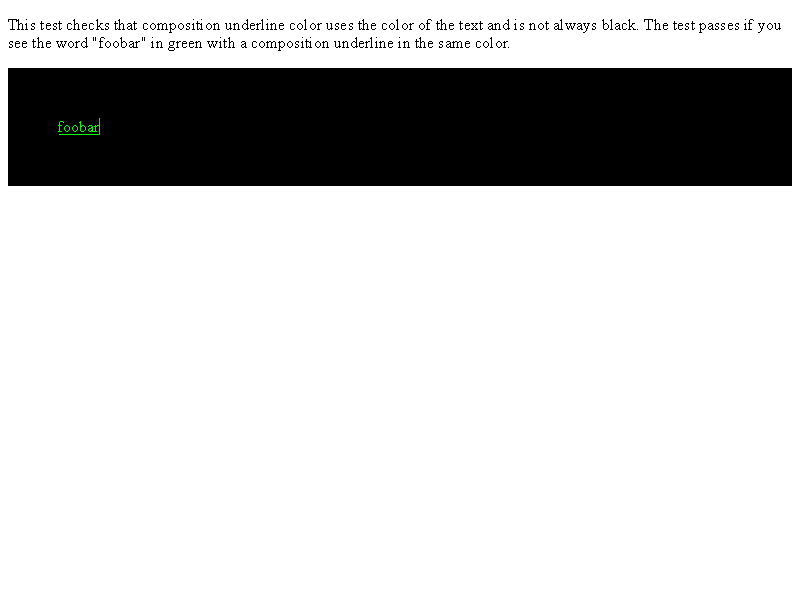 This test checks that composition underline color uses the color of the text and is not always black. The test passes if you
see the word "foobar" in green with a composition underline in the same color.
foobar